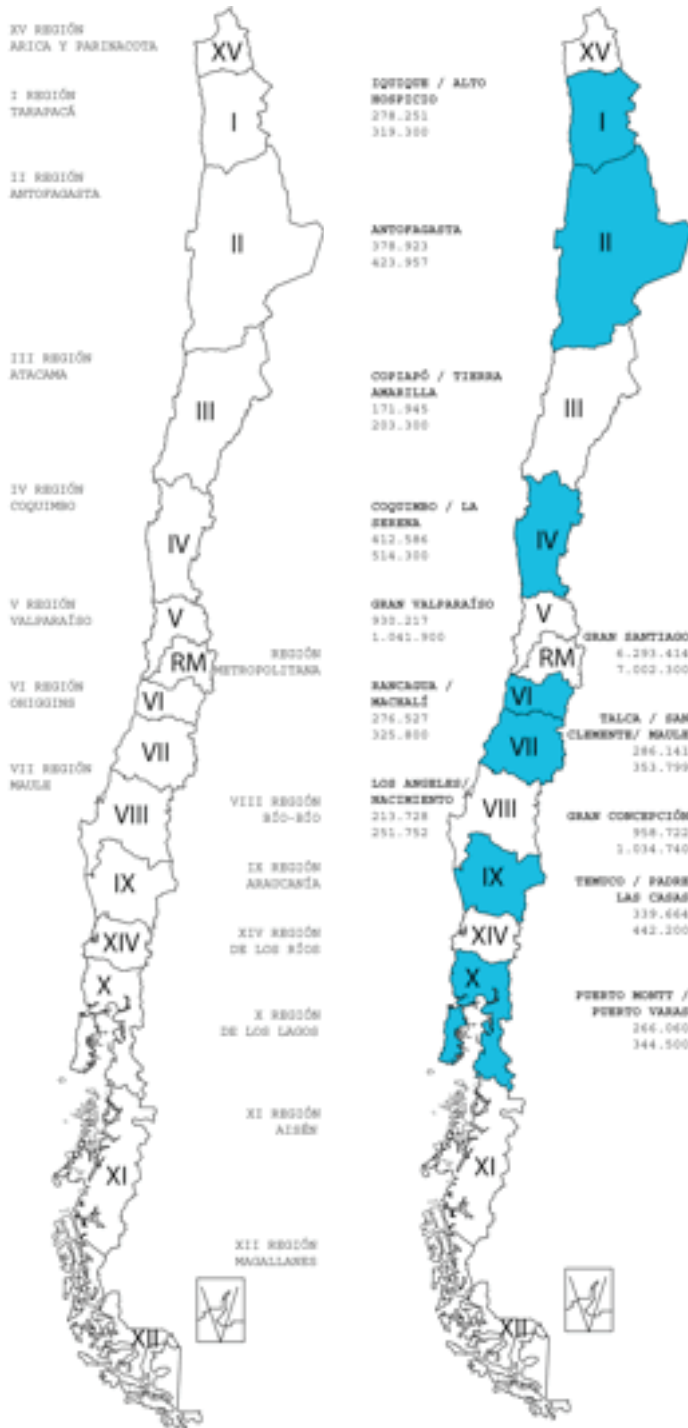 XV REGIÓN
ARICA Y PARINACOTA
I REGIÓN
TARAPACÁ
II REGIÓN
ANTOFAGASTA
III REGIÓN
ATACAMA
IV REGIÓN
COQUIMBO
V REGIÓN
VALPARAÍSO
REGIÓN
METROPOLITANA
VI REGIÓN
OHIGGINS
VII REGIÓN
MAULE
VIII REGIÓN
BÍO-BÍO
IX REGIÓN
ARAUCANÍA
XIV REGIÓN
DE LOS RÍOS
X REGIÓN
DE LOS LAGOS
XI REGIÓN
AISÉN
XII REGIÓN
MAGALLANES
XV
I
II
III
IV
V
RM
VI
VII
VIII
IX
XIV
X
XI
XII
IQUIQUE / ALTO
HOSPICIO
278.251
319.300
ANTOFAGASTA
378.923
423.957
COPIAPÓ / TIERRA
AMARILLA
171.945
203.300
COQUIMBO / LA
SERENA
412.586
514.300
GRAN VALPARAÍSO
930.217
1.041.900
GRAN SANTIAGO
6.293.414
7.002.300
RANCAGUA /
MACHALÍ
276.527
325.800
TALCA / SAN
CLEMENTE/ MAULE
286.141
353.799
LOS ANGELES/
NACIMIENTO
213.728
251.752
GRAN CONCEPCIÓN
958.722
1.034.740
TEMUCO / PADRE
LAS CASAS
339.664
442.200
PUERTO MONTT /
PUERTO VARAS
266.060
344.500
XV
I
II
III
IV
V
RM
VI
VII
VIII
IX
XIV
X
XI
XII